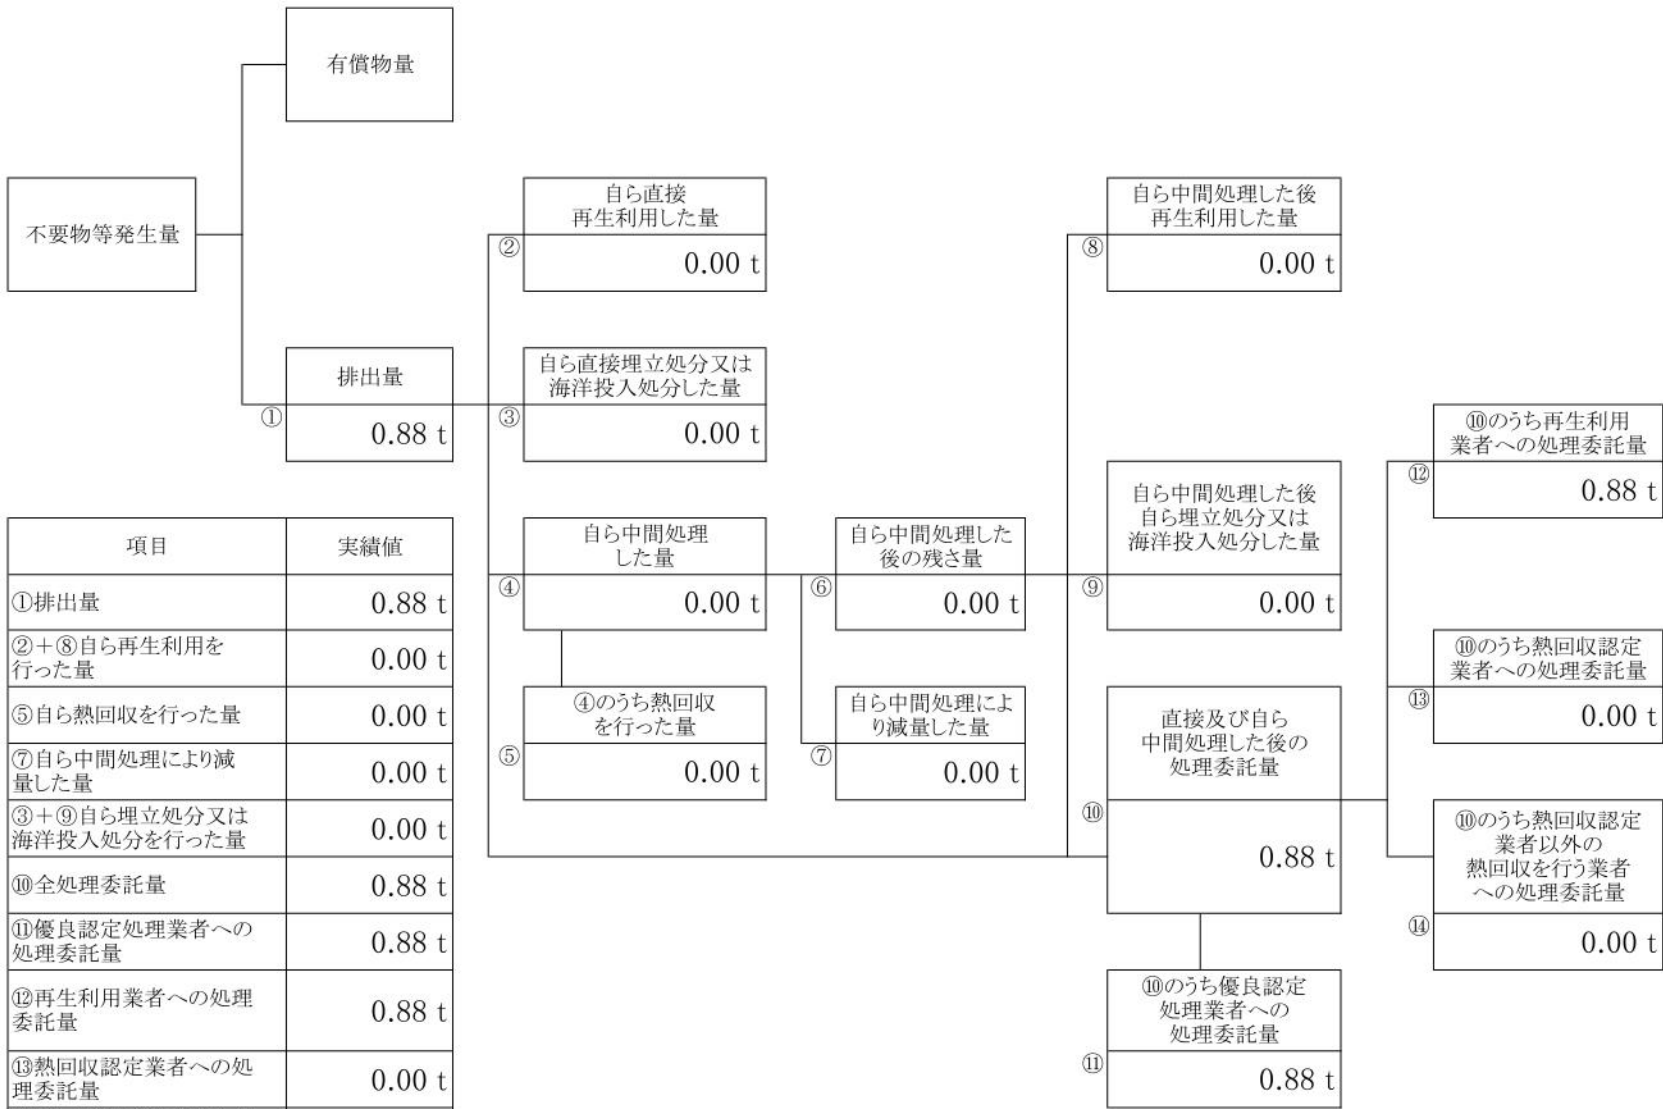 有償物量
不要物等発生量
自ら直接
再生利用した量
②
0.00 t
自ら中間処理した後
再生利用した量
⑧
0.00 t
排出量
①
0.88 t
自ら直接埋立処分又は
海洋投入処分した量
③
0.00 t
⑩のうち再生利用
業者への処理委託量
⑫
0.88 t
自ら中間処理
した量
④
0.00 t
自ら中間処理した
後の残さ量
⑥
0.00 t
自ら中間処理した後
自ら埋立処分又は
海洋投入処分した量
⑨
0.00 t
⑩のうち熱回収認定
業者への処理委託量
⑬
0.00 t
④のうち熱回収
を行った量
⑤
0.00 t
自ら中間処理によ
り減量した量
⑦
0.00 t
直接及び自ら
中間処理した後の
処理委託量
⑩
0.88 t
⑩のうち熱回収認定
業者以外の
熱回収を行う業者
への処理委託量
⑭
0.00 t
⑩のうち優良認定
処理業者への
処理委託量
⑪
0.88 t
項目 実績値
①排出量 0.88 t
②＋⑧自ら再生利用を
行った量 0.00 t
⑤自ら熱回収を行った量 0.00 t
⑦自ら中間処理により減
量した量 0.00 t
③＋⑨自ら埋立処分又は
海洋投入処分を行った量 0.00 t
⑩全処理委託量 0.88 t
⑪優良認定処理業者への
処理委託量 0.88 t
⑫再生利用業者への処理
委託量 0.88 t
⑬熱回収認定業者への処
理委託量 0.00 t